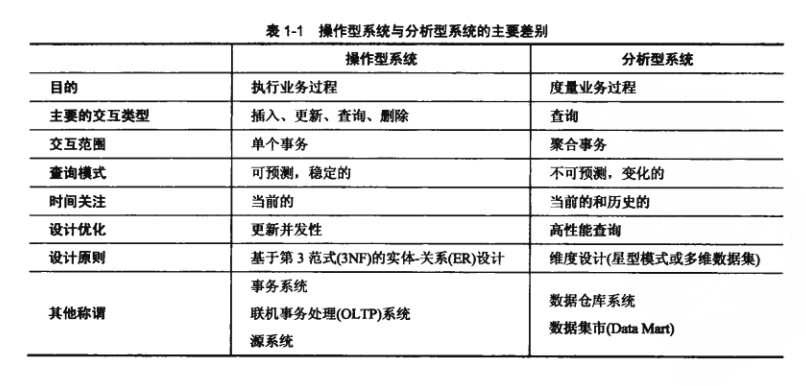 表 1-1 操作型系统与分析型系统的主要差别
操作型系统 分析型系统
目的 执行业务过程 度量业务过程
主要的交互类型 插入、更新、查询、删除 查询
交互范围 单个事务 聚合事务
查询模式 可预测，稳定的 不可预测，变化的
时间关注 当前的 当前的和历史的
设计优化 更新并发性 高性能查询
设计原则 基于第 3 范式(3NF)的实体-关系(ER)设计 维度设计(星型模式或多维数据集)
其他称谓
事务系统
联机事务处理(OLTP)系统
源系统
数据仓库系统
数据集市(Data Mart)